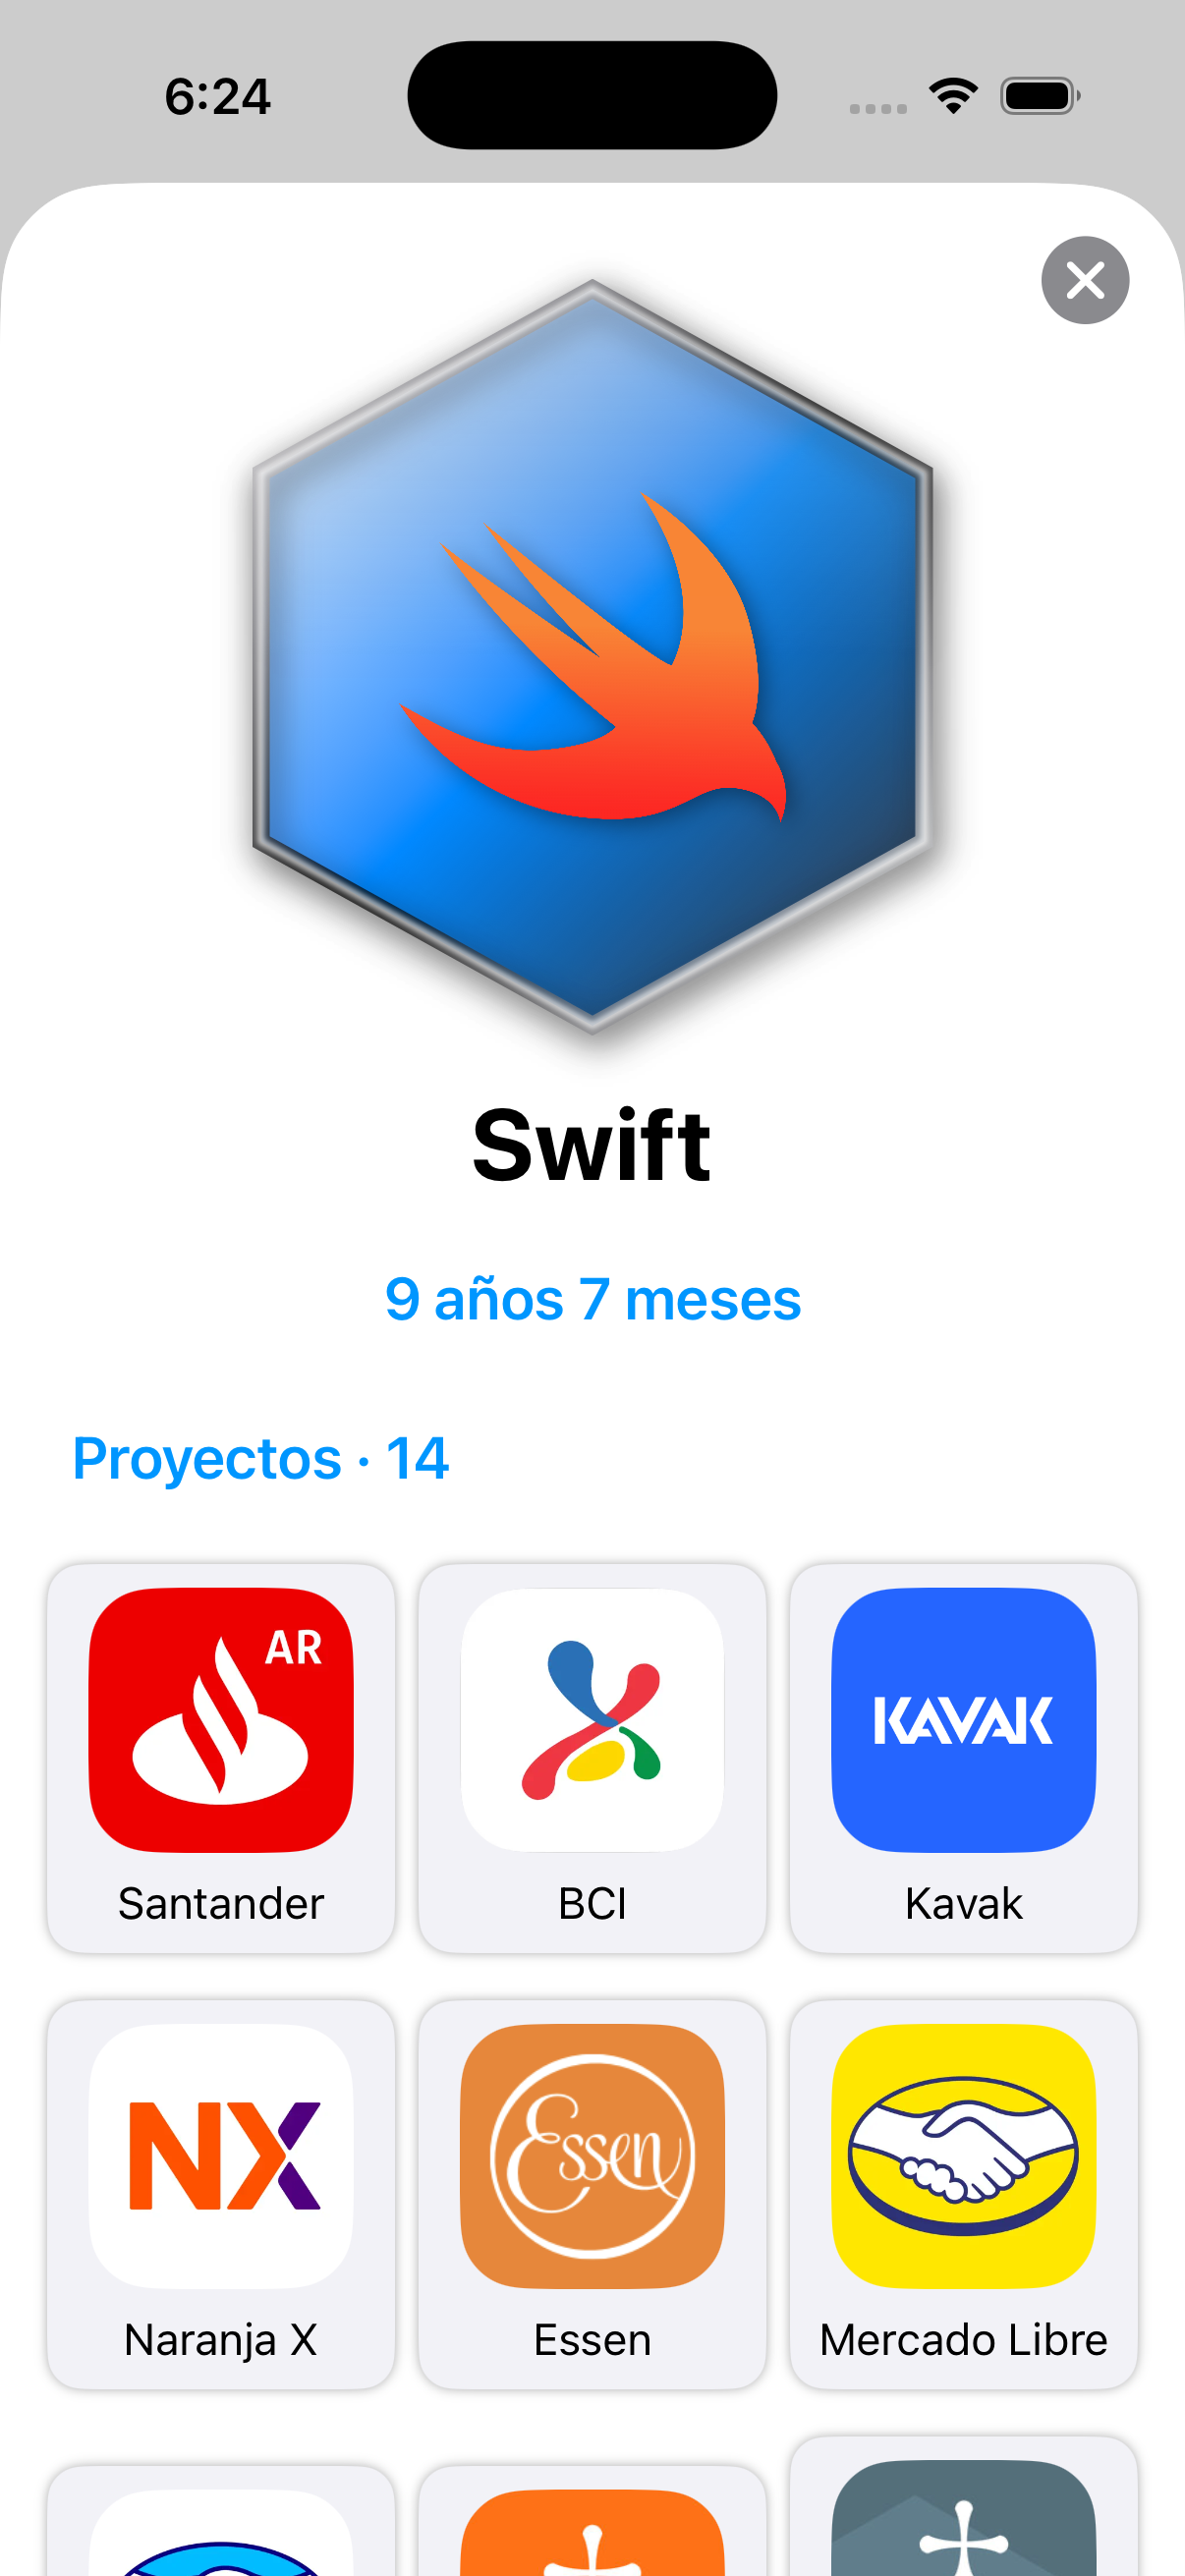 6:24
Swift
9 años 7 meses
Proyectos · 14
AR
KAVAK
Santander
BCI
Kavak
NX
Essen
Naranja X
Essen
Mercado Libre